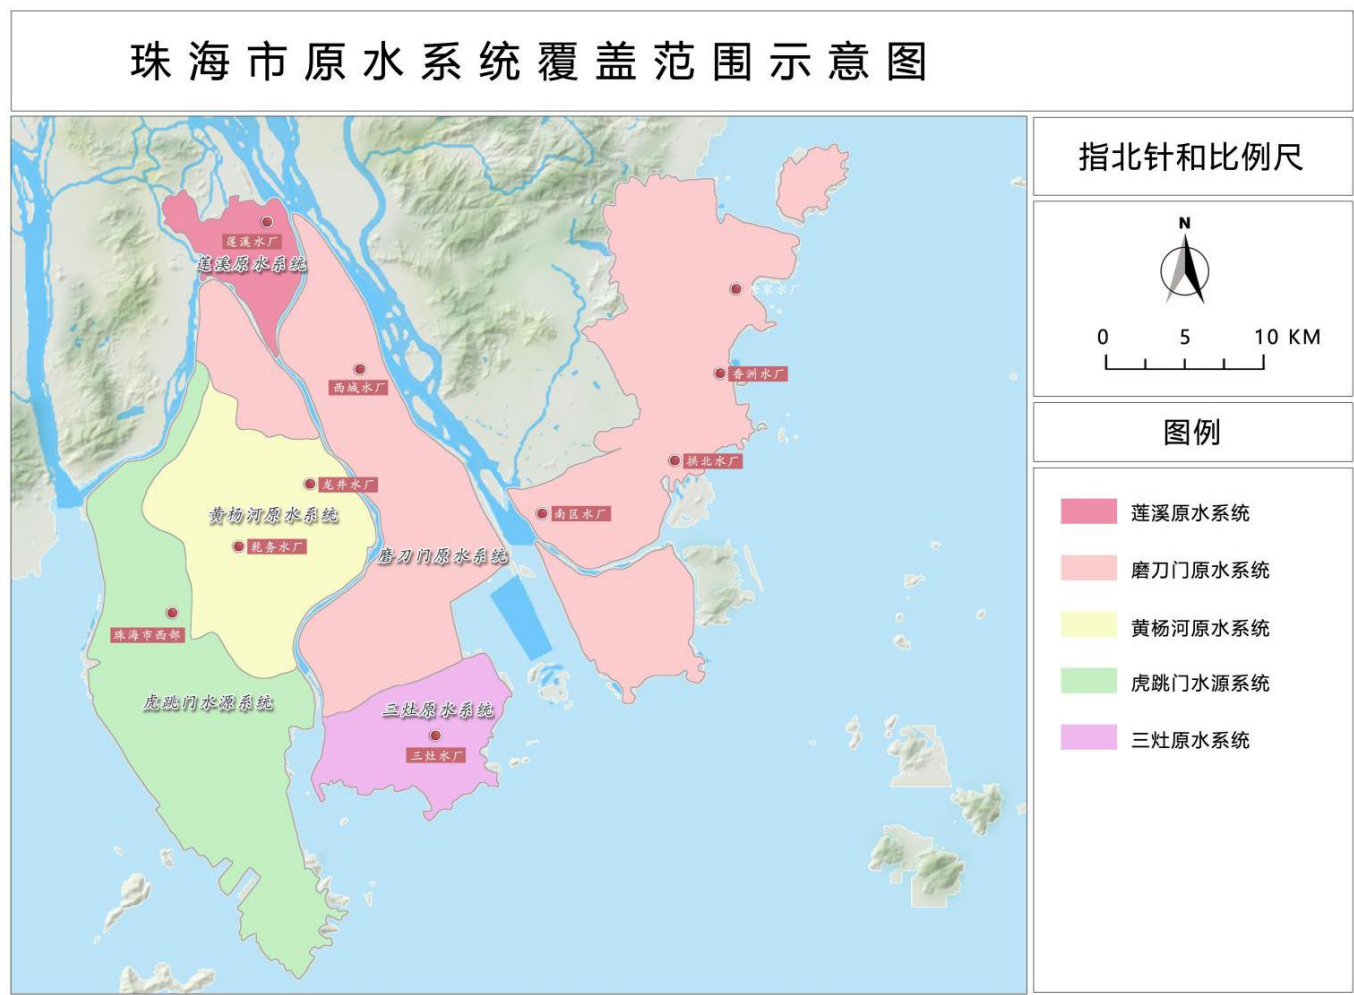 珠海市原水系统覆盖范围示意图
指北针和比例尺
N
0 5 10 KM
图例
莲溪原水系统
磨刀门原水系统
黄杨河原水系统
虎跳门水源系统
三灶原水系统
莲溪水厂
莲溪原水系统
唐家水厂
西城水厂
香洲水厂
拱北水厂
龙井水厂
南区水厂
黄杨河原水系统
乾务水厂
磨刀门原水系统
珠海市西部
虎跳门水源系统
三灶原水系统
三灶水厂